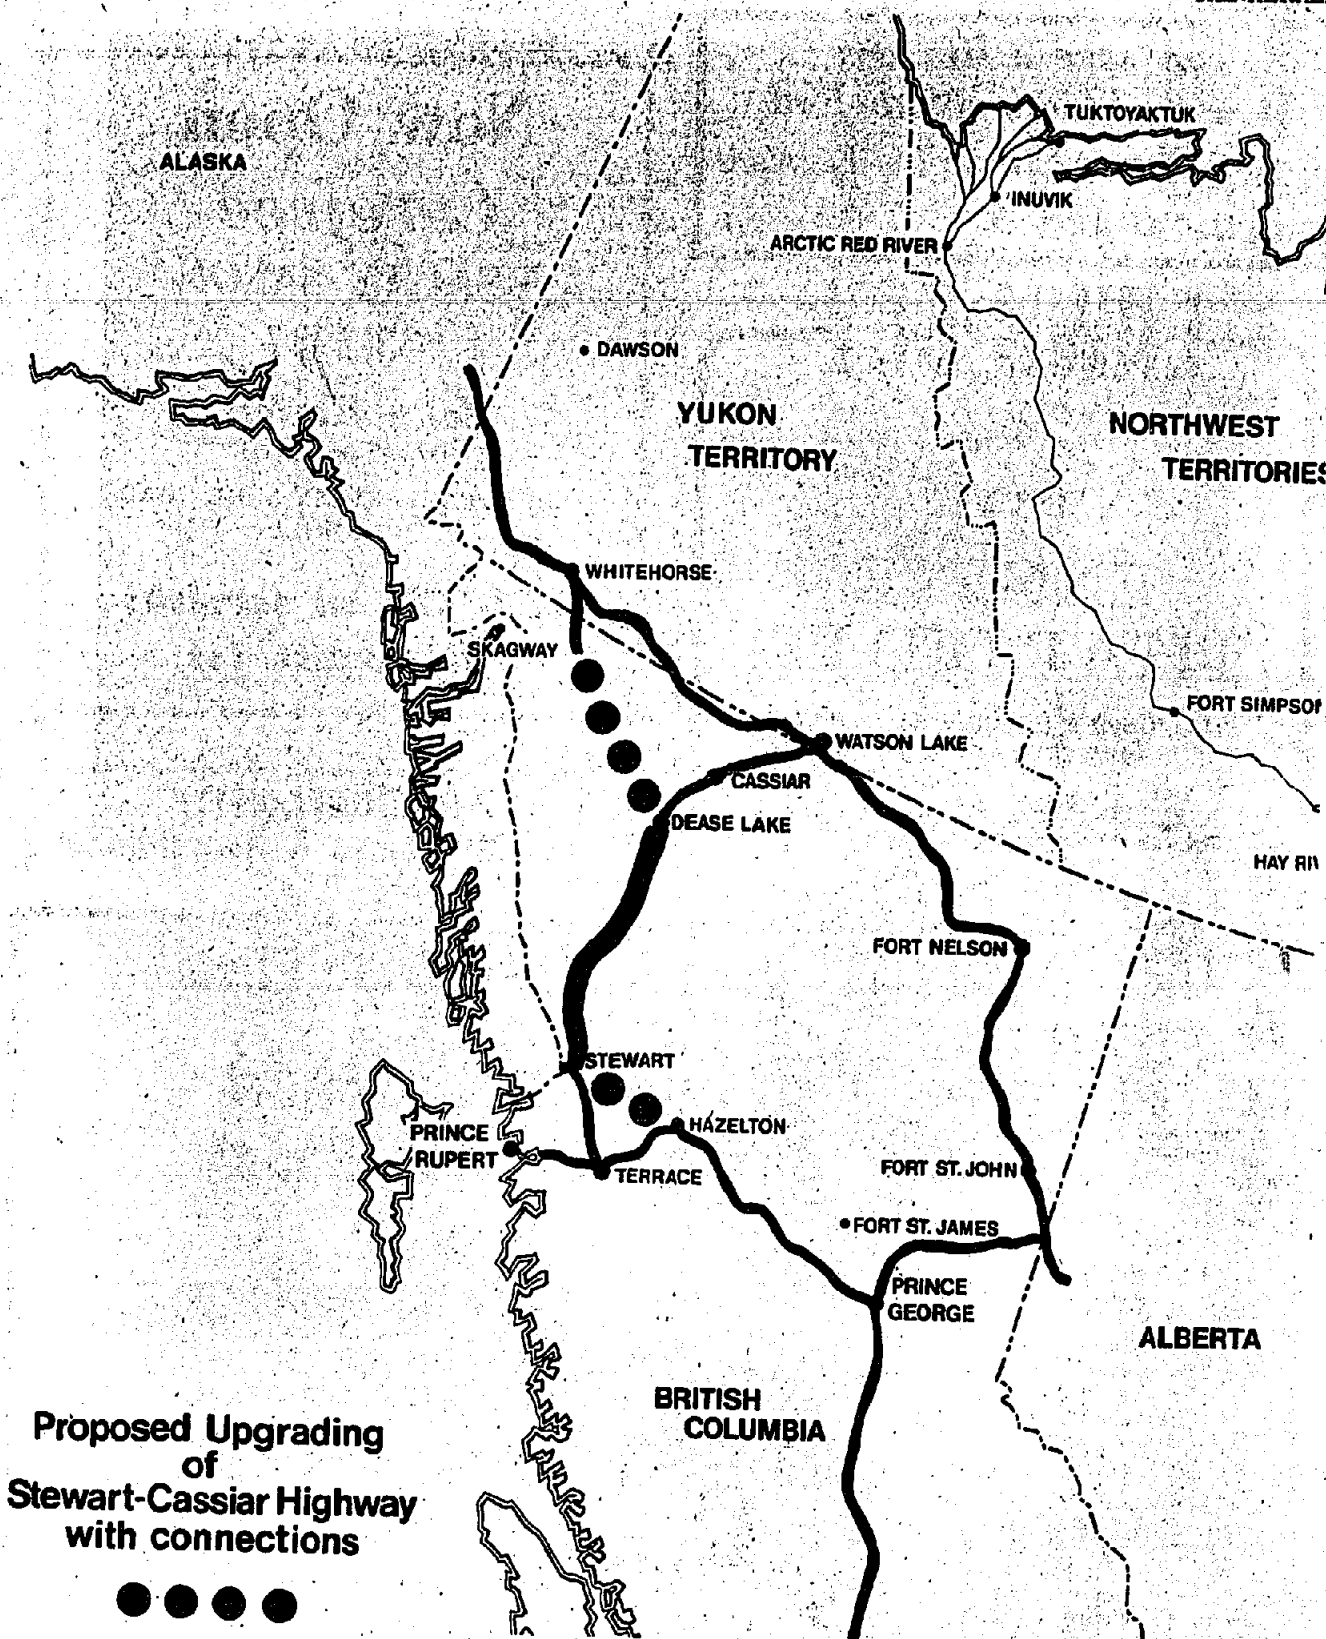 TUKTOYAKTUK
ALASKA
INUVIK
ARCTIC RED RIVER
DAWSON
YUKON
TERRITORY
NORTHWEST
TERRITORIES
WHITEHORSE
SKAGWAY
FORT SIMPSON
WATSON LAKE
CASSIAR
DEASE LAKE
HAY RIV
FORT NELSON
STEWART
HAZELTON
PRINCE
RUPERT
TERRACE
FORT ST. JOHN
FORT ST. JAMES
PRINCE
GEORGE
ALBERTA
BRITISH
COLUMBIA
Proposed Upgrading
of
Stewart-Cassiar Highway
with connections